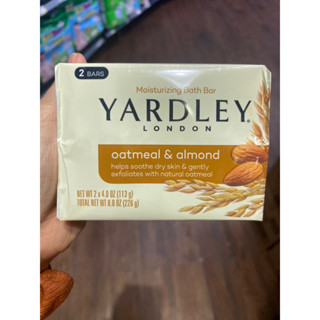 2 BARS
Moisturizing Bath Bar
YARDLEY®
LONDON
oatmeal & almond
helps soothe dry skin & gently
exfoliates with natural oatmeal
NET WT 2 x 4.0 OZ (113 g)
TOTAL NET WT 8.0 OZ (226 g)